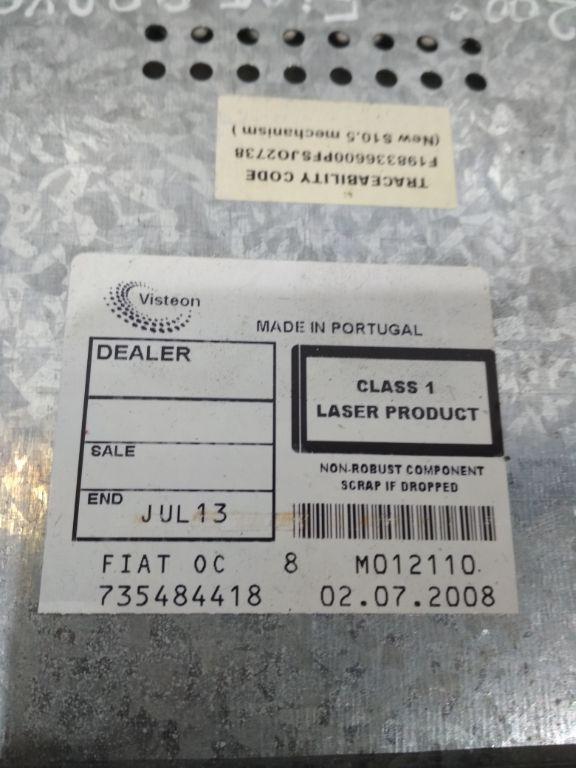 TRACEABILITY CODE
F198336600PFSJO2738
(New S10.5 mechanism )
Visteon
MADE IN PORTUGAL
DEALER
CLASS 1
LASER PRODUCT
SALE
NON-ROBUST COMPONENT
SCRAP IF DROPPED
END JUL13
FIAT OC 8 M012110
735484418 02.07.2008